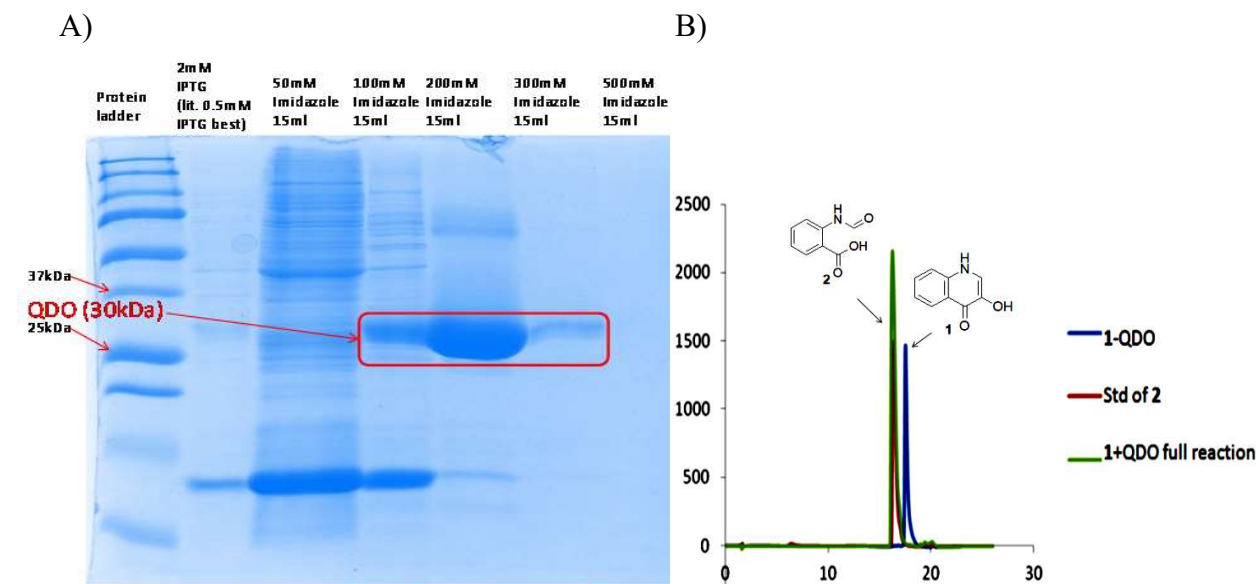 A)
B)
Protein
ladder
2mM
IPTG
(lit. 0.5mM
IPTG best)
50mM
Imidazole
15ml
100mM
Imidazole
15ml
200mM
Imidazole
15ml
300mM
Imidazole
15ml
500mM
Imidazole
15ml
37kDa
QDO (30kDa)
25kDa
2500
2000
1500
1000
500
0
0
10
20
30
H
N
O
OH
O
2
H
N
OH
O
1
1-QDO
Std of 2
1+QDO full reaction